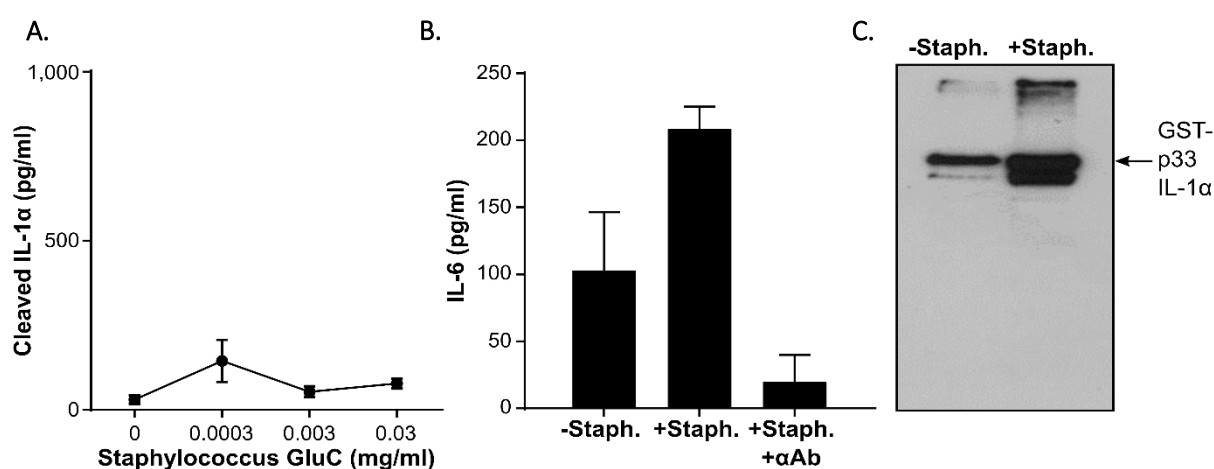 A.
1,000
500
0
Cleaved IL-1α (pg/ml)
0 0.0003 0.003 0.03
Staphylococcus GluC (mg/ml)
B.
250
200
150
100
50
0
IL-6 (pg/ml)
-Staph. +Staph. +Staph.
+αAb
C.
-Staph. +Staph.
GST-
p33
IL-1α